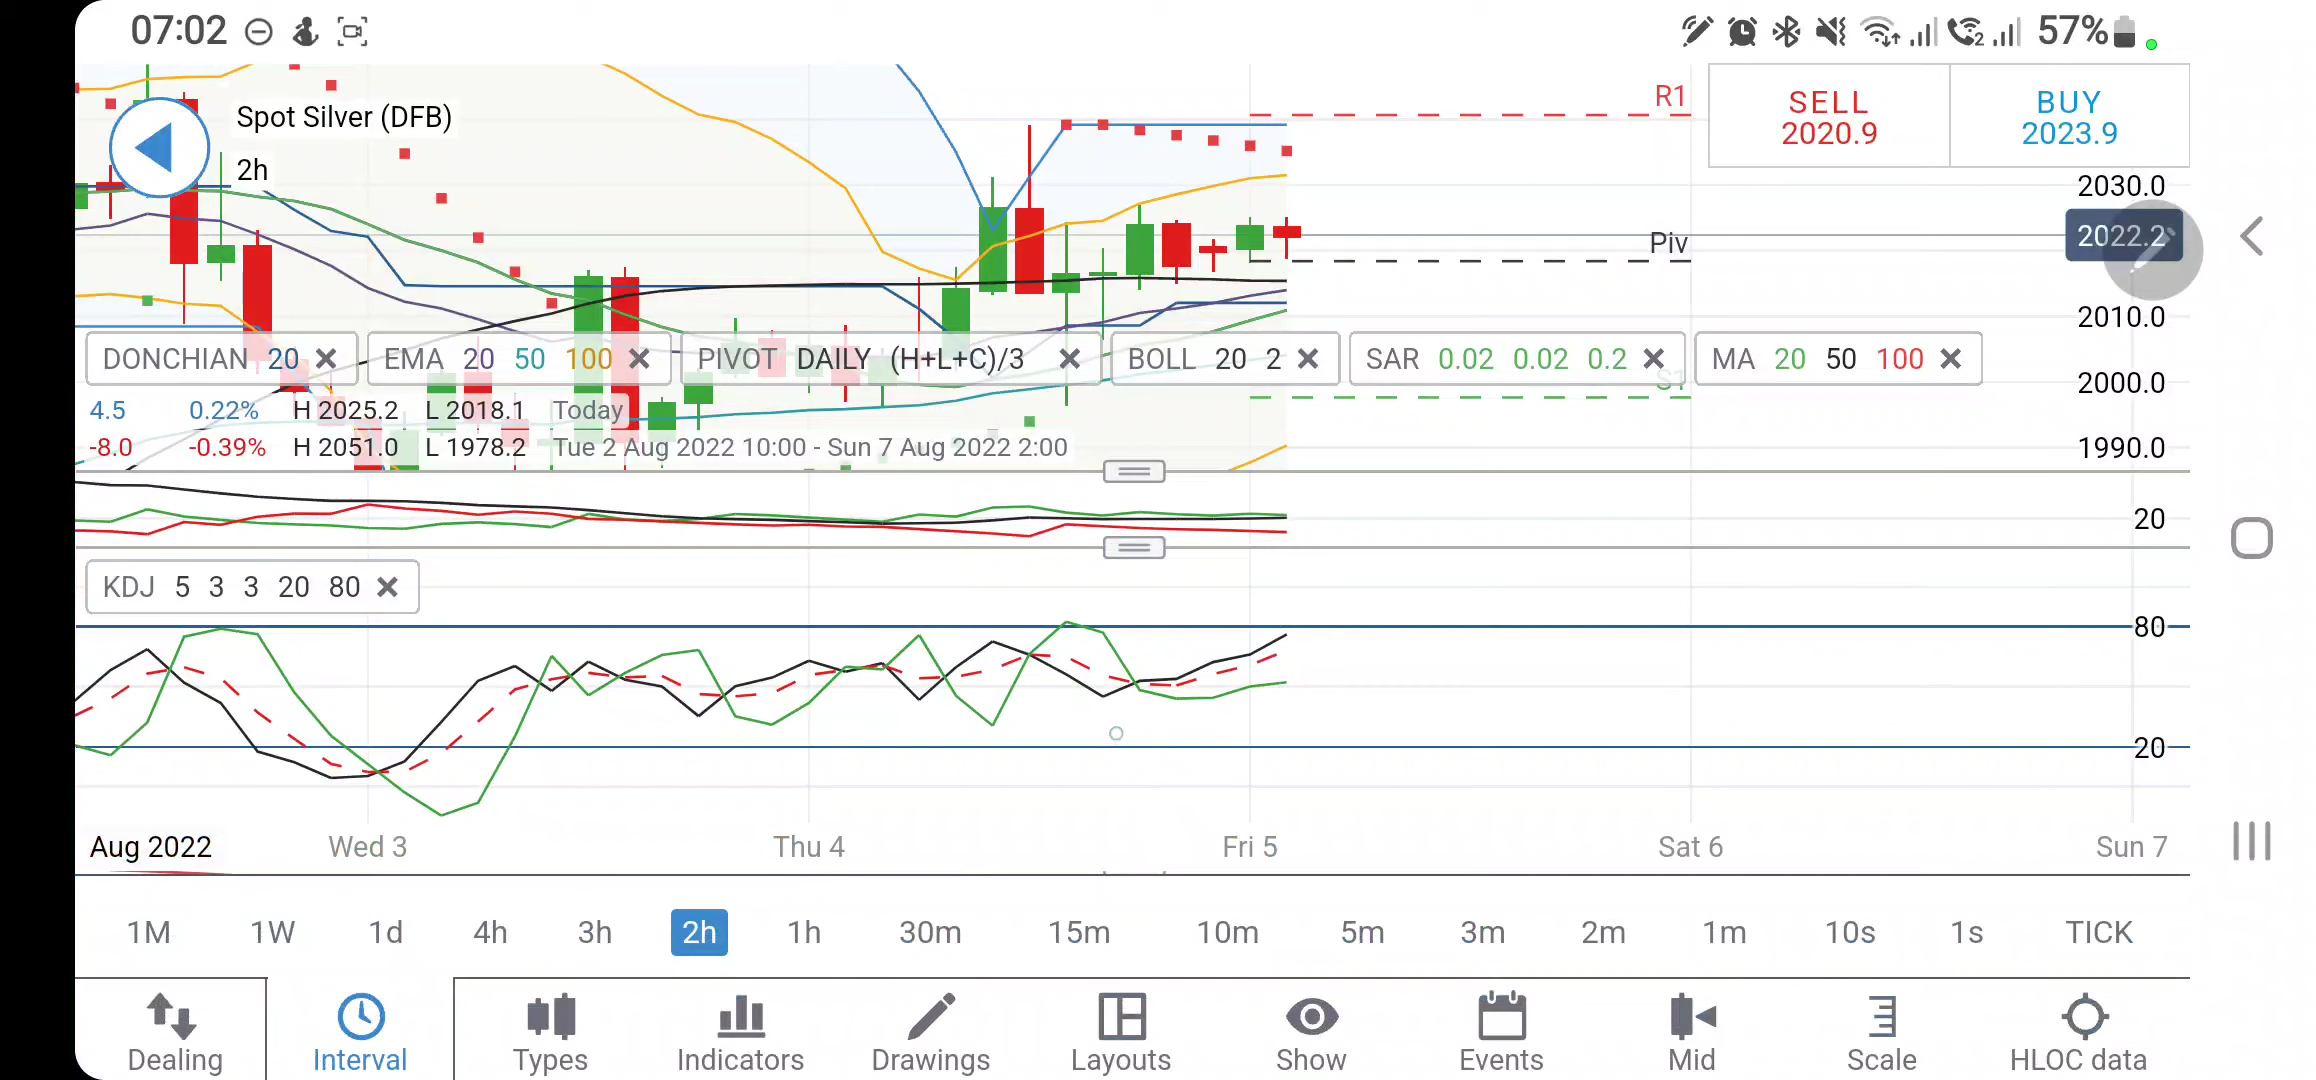 07:02
57%
Spot Silver (DFB)
2h
R1
SELL
2020.9
BUY
2023.9
2030.0
Piv
2022.2
2010.0
DONCHIAN 20
EMA 20 50 100
PIVOT DAILY (H+L+C)/3
BOLL 20 2
SAR 0.02 0.02 0.2
MA 20 50 100
S1
2000.0
4.5 0.22% H 2025.2 L 2018.1 Today
-8.0 -0.39% H 2051.0 L 1978.2 Tue 2 Aug 2022 10:00 - Sun 7 Aug 2022 2:00
1990.0
20
KDJ 5 3 3 20 80
80
20
Aug 2022 Wed 3 Thu 4 Fri 5 Sat 6 Sun 7
1M 1W 1d 4h 3h 2h 1h 30m 15m 10m 5m 3m 2m 1m 10s 1s TICK
Dealing Interval Types Indicators Drawings Layouts Show Events Mid Scale HLOC data